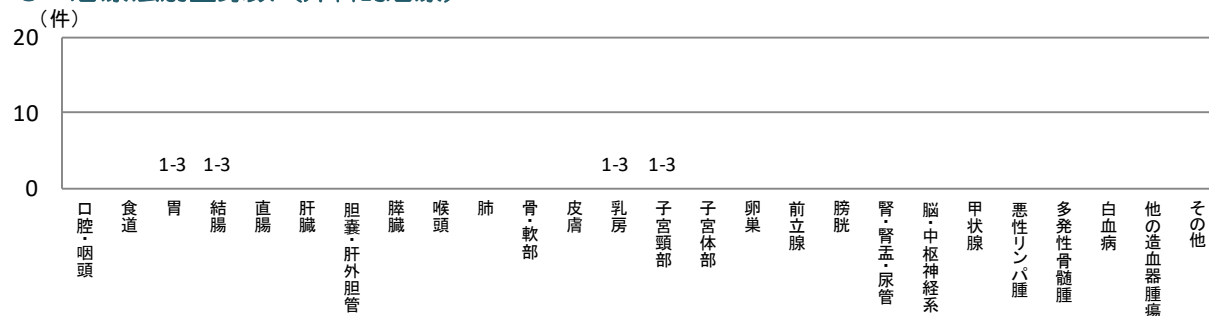 （件）
20
10
0
1-3 1-3 1-3 1-3
口腔・咽頭
食道
胃
結腸
直腸
肝臓
胆嚢・肝外胆管
膵臓
喉頭
肺
骨・軟部
皮膚
乳房
子宮頸部
子宮体部
卵巣
前立腺
膀胱
腎・腎盂・尿管
脳・中枢神経系
甲状腺
悪性リンパ腫
多発性骨髄腫
白血病
他の造血器腫瘍
その他